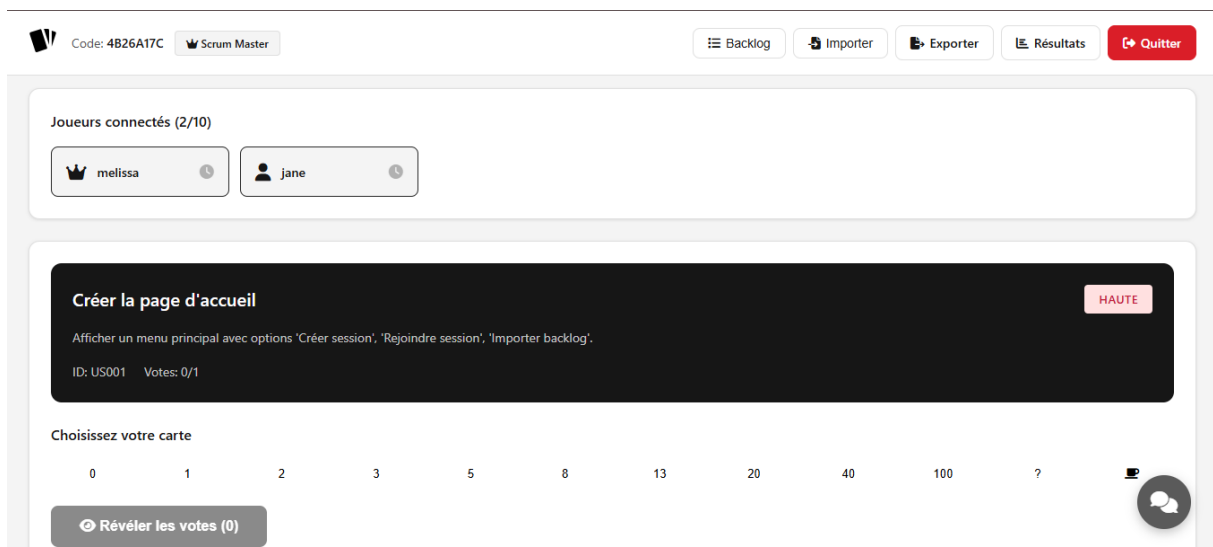 Code: 4B26A17C Scrum Master Backlog Importer Exporter Résultats Quitter
Joueurs connectés (2/10)
melissa jane
Créer la page d'accueil HAUTE
Afficher un menu principal avec options 'Créer session', 'Rejoindre session', 'Importer backlog'.
ID: US001 Votes: 0/1
Choisissez votre carte
0 1 2 3 5 8 13 20 40 100 ?
Révéler les votes (0)